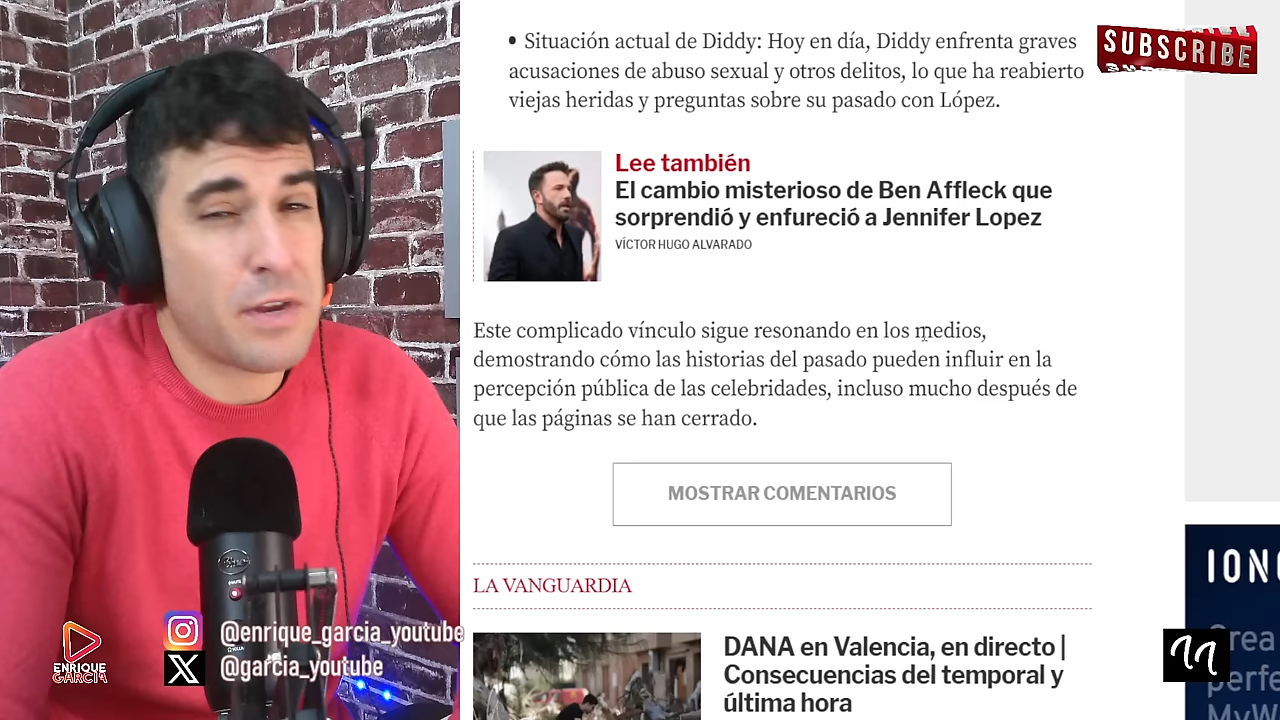 • Situación actual de Diddy: Hoy en día, Diddy enfrenta graves
acusaciones de abuso sexual y otros delitos, lo que ha reabierto
viejas heridas y preguntas sobre su pasado con López.
SUBSCRIBE
Lee también
El cambio misterioso de Ben Affleck que
sorprendió y enfureció a Jennifer Lopez
VÍCTOR HUGO ALVARADO
Este complicado vínculo sigue resonando en los medios,
demostrando cómo las historias del pasado pueden influir en la
percepción pública de las celebridades, incluso mucho después de
que las páginas se han cerrado.
MOSTRAR COMENTARIOS
LA VANGUARDIA
DANA en Valencia, en directo |
Consecuencias del temporal y
última hora
ENRIQUE
GARCIA
@enrique_garcia_youtube
@garcia_youtube
Blue